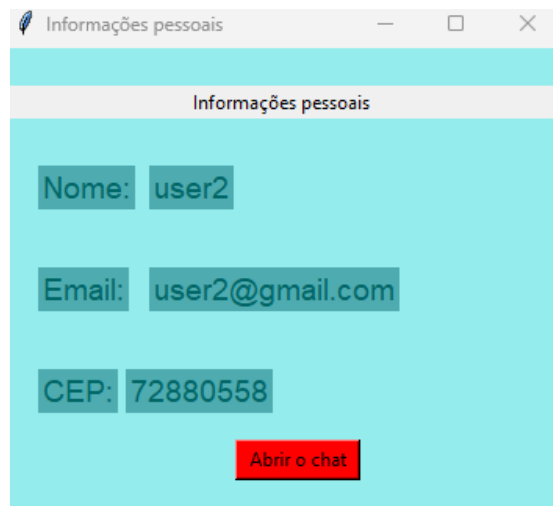 Informações pessoais
Informações pessoais
Nome: user2
Email: user2@gmail.com
CEP: 72880558
Abrir o chat